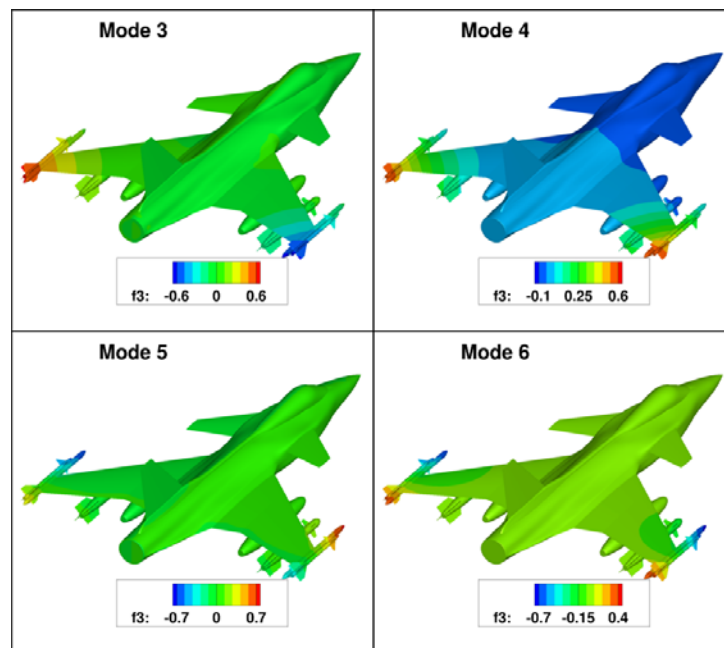 Mode 3
f3: -0.6 0 0.6
Mode 4
f3: -0.1 0.25 0.6
Mode 5
f3: -0.7 0 0.7
Mode 6
f3: -0.7 -0.15 0.4